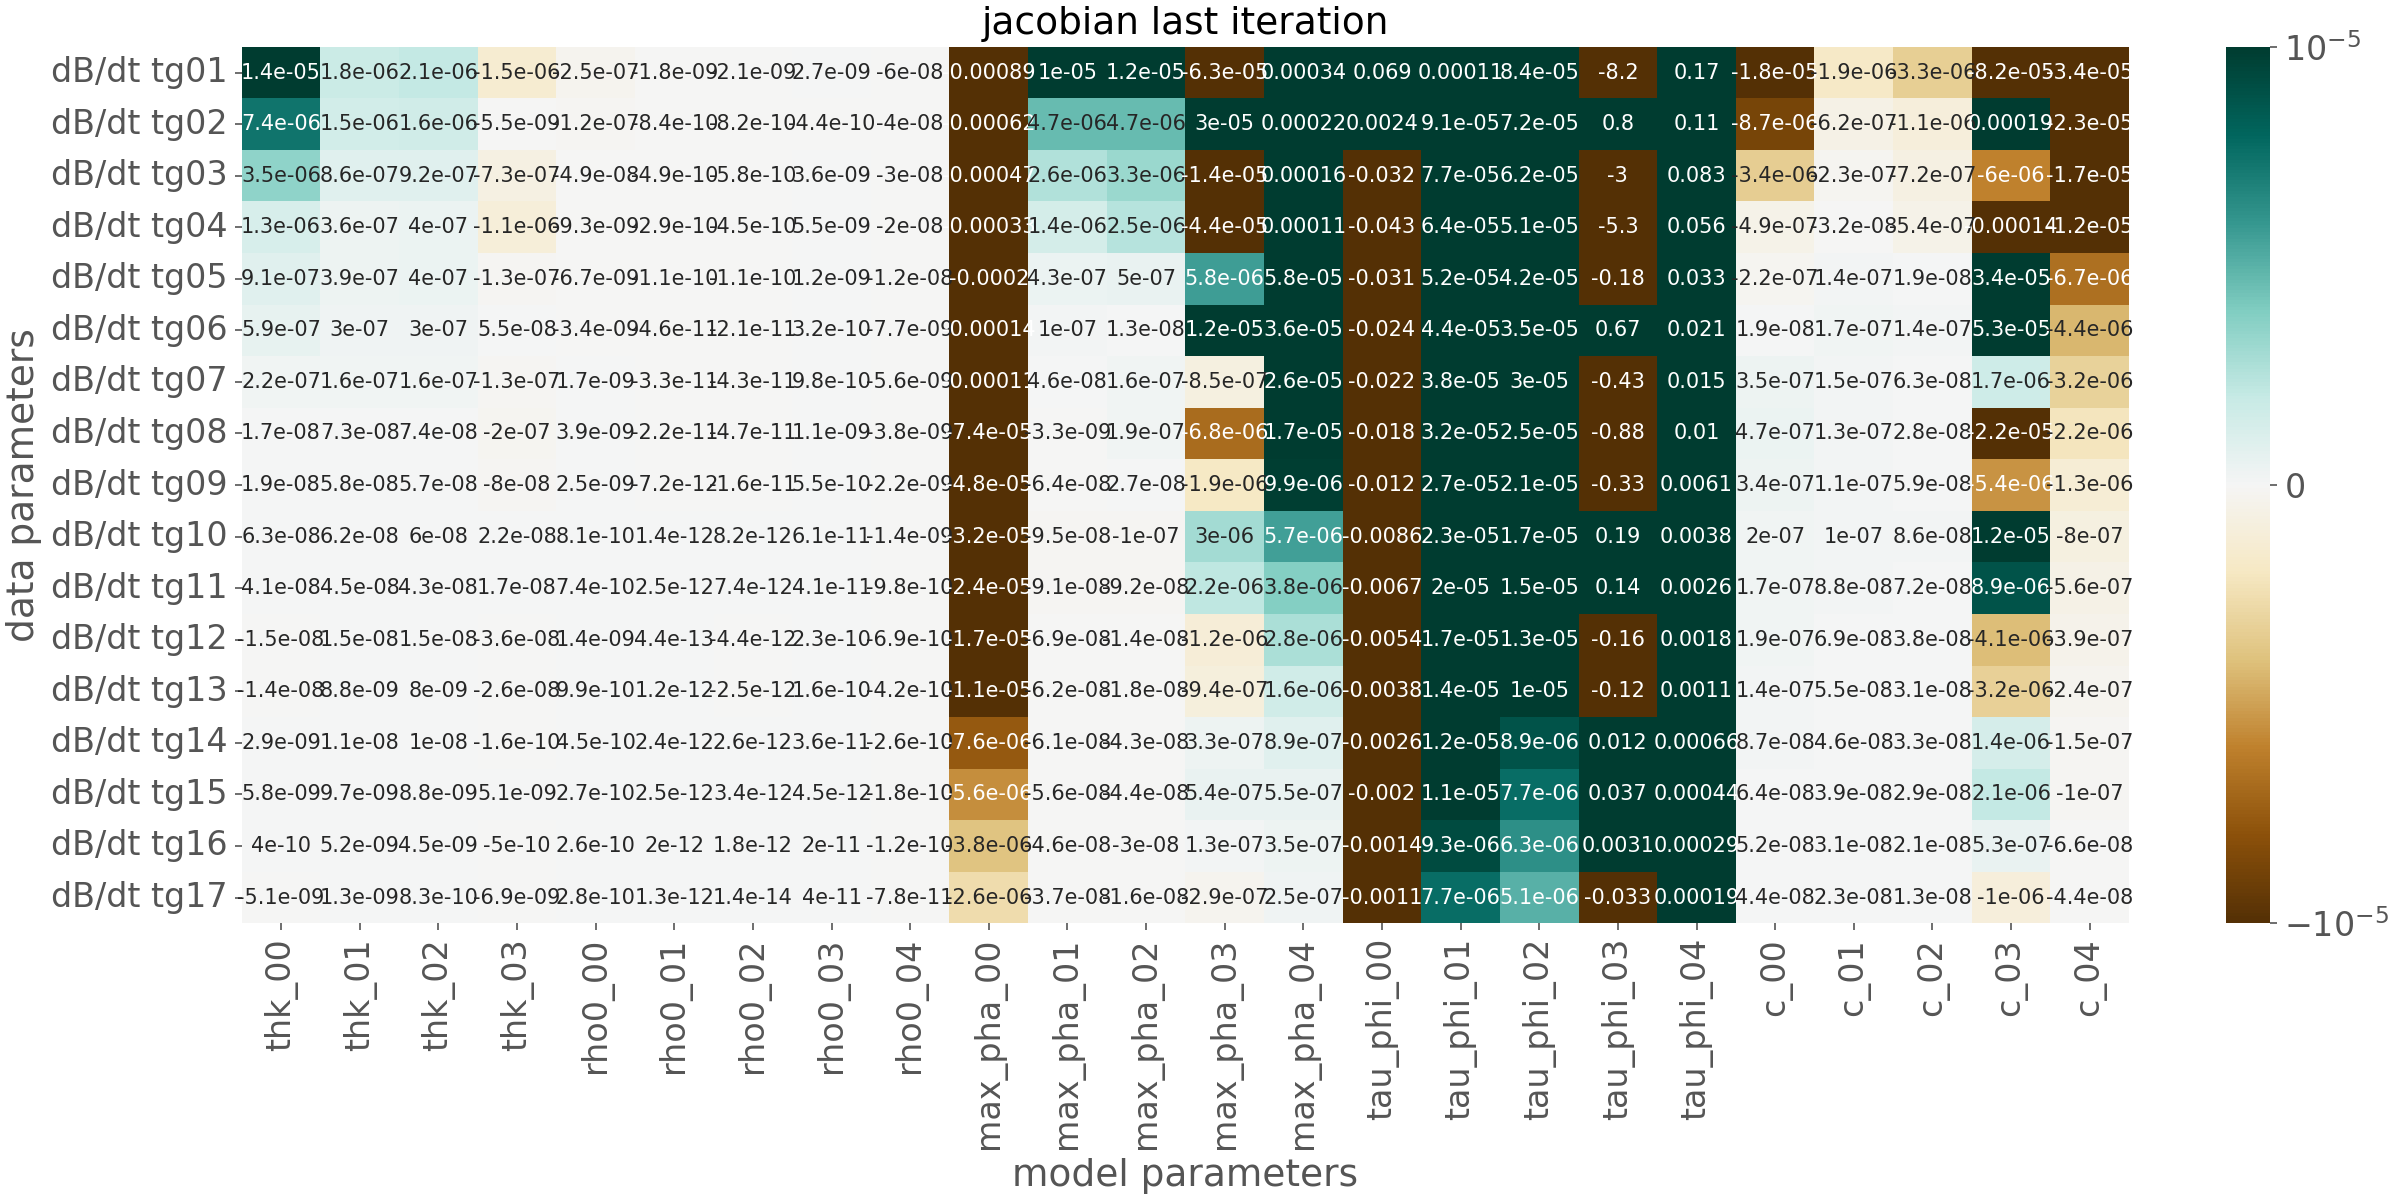 jacobian last iteration
dB/dt tg01 1.4e-05 1.8e-06 2.1e-06 -1.5e-06 -2.5e-07 -1.8e-09 -2.1e-09 2.7e-09 -6e-08 -0.00089 1e-05 1.2e-05 -6.3e-05 0.00034 0.069 0.00011 8.4e-05 -8.2 0.17 -1.8e-05 -1.9e-06 -3.3e-06 -8.2e-05 -3.4e-05
dB/dt tg02 7.4e-06 1.5e-06 1.6e-06 -5.5e-09 -1.2e-07 -8.4e-10 -8.2e-10 -4.4e-10 -4e-08 -0.00062 4.7e-06 4.7e-06 3e-05 0.00022 0.0024 9.1e-05 7.2e-05 0.8 0.11 -8.7e-06 -6.2e-07 -1.1e-06 0.00019 -2.3e-05
dB/dt tg03 3.5e-06 8.6e-07 9.2e-07 -7.3e-07 -4.9e-08 -4.9e-10 -5.8e-10 3.6e-09 -3e-08 -0.00047 2.6e-06 3.3e-06 -1.4e-05 0.00016 -0.032 7.7e-05 6.2e-05 -3 0.083 -3.4e-06 -2.3e-07 -7.2e-07 -6e-06 -1.7e-05
dB/dt tg04 1.3e-06 3.6e-07 4e-07 -1.1e-06 -9.3e-09 -2.9e-10 -4.5e-10 5.5e-09 -2e-08 -0.00033 1.4e-06 2.5e-06 -4.4e-05 0.00011 -0.043 6.4e-05 5.1e-05 -5.3 0.056 -4.9e-07 -3.2e-08 -5.4e-07 -0.00014 -1.2e-05
dB/dt tg05 9.1e-07 3.9e-07 4e-07 -1.3e-07 -6.7e-09 -1.1e-10 -1.1e-10 1.2e-09 -1.2e-08 -0.0002 4.3e-07 5e-07 5.8e-06 5.8e-05 -0.031 5.2e-05 4.2e-05 -0.18 0.033 -2.2e-07 1.4e-07 1.9e-08 3.4e-05 -6.7e-06
dB/dt tg06 5.9e-07 3e-07 3e-07 5.5e-08 -3.4e-09 -4.6e-11 -2.1e-11 3.2e-10 -7.7e-09 -0.00014 1e-07 1.3e-08 1.2e-05 3.6e-05 -0.024 4.4e-05 3.5e-05 0.67 0.021 1.9e-08 1.7e-07 1.4e-07 5.3e-05 -4.4e-06
dB/dt tg07 2.2e-07 1.6e-07 1.6e-07 -1.3e-07 1.7e-09 -3.3e-11 -4.3e-11 9.8e-10 -5.6e-09 -0.00011 4.6e-08 1.6e-07 -8.5e-07 2.6e-05 -0.022 3.8e-05 3e-05 -0.43 0.015 3.5e-07 1.5e-07 6.3e-08 1.7e-06 -3.2e-06
dB/dt tg08 1.7e-08 7.3e-08 7.4e-08 -2e-07 3.9e-09 -2.2e-11 -4.7e-11 1.1e-09 -3.8e-09 -7.4e-05 -3.3e-09 1.9e-07 -6.8e-06 1.7e-05 -0.018 3.2e-05 2.5e-05 -0.88 0.01 4.7e-07 1.3e-07 2.8e-08 -2.2e-05 -2.2e-06
dB/dt tg09 1.9e-08 5.8e-08 5.7e-08 -8e-08 2.5e-09 -7.2e-12 -1.6e-11 5.5e-10 -2.2e-09 -4.8e-05 -6.4e-08 2.7e-08 -1.9e-06 9.9e-06 -0.012 2.7e-05 2.1e-05 -0.33 0.0061 3.4e-07 1.1e-07 5.9e-08 -5.4e-06 -1.3e-06
dB/dt tg10 6.3e-08 6.2e-08 6e-08 2.2e-08 8.1e-10 1.4e-12 8.2e-12 6.1e-11 -1.4e-09 -3.2e-05 -9.5e-08 -1e-07 3e-06 5.7e-06 -0.0086 2.3e-05 1.7e-05 0.19 0.0038 2e-07 1e-07 8.6e-08 1.2e-05 -8e-07
dB/dt tg11 4.1e-08 4.5e-08 4.3e-08 1.7e-08 7.4e-10 2.5e-12 7.4e-12 4.1e-11 -9.8e-10 -2.4e-05 -9.1e-08 -9.2e-08 2.2e-06 3.8e-06 -0.0067 2e-05 1.5e-05 0.14 0.0026 1.7e-07 8.8e-08 7.2e-08 8.9e-06 -5.6e-07
dB/dt tg12 -1.5e-08 1.5e-08 1.5e-08 -3.6e-08 1.4e-09 4.4e-13 -4.4e-12 2.3e-10 -6.9e-10 -1.7e-05 -6.9e-08 -1.4e-08 -1.2e-06 2.8e-06 -0.0054 1.7e-05 1.3e-05 -0.16 0.0018 1.9e-07 6.9e-08 3.8e-08 -4.1e-06 -3.9e-07
dB/dt tg13 -1.4e-08 8.8e-09 8e-09 -2.6e-08 9.9e-10 1.2e-12 -2.5e-12 1.6e-10 -4.2e-10 -1.1e-05 -6.2e-08 -1.8e-08 -9.4e-07 1.6e-06 -0.0038 1.4e-05 1e-05 -0.12 0.0011 1.4e-07 5.5e-08 3.1e-08 -3.2e-06 -2.4e-07
dB/dt tg14 2.9e-09 1.1e-08 1e-08 -1.6e-10 4.5e-10 2.4e-12 2.6e-12 3.6e-11 -2.6e-10 -7.6e-06 -6.1e-08 -4.3e-08 3.3e-07 8.9e-07 -0.0026 1.2e-05 8.9e-06 0.012 0.00066 8.7e-08 4.6e-08 3.3e-08 1.4e-06 -1.5e-07
dB/dt tg15 5.8e-09 9.7e-09 8.8e-09 5.1e-09 2.7e-10 2.5e-12 3.4e-12 4.5e-12 -1.8e-10 -5.6e-06 -5.6e-08 -4.4e-08 5.4e-07 5.5e-07 -0.002 1.1e-05 7.7e-06 0.037 0.00044 6.4e-08 3.9e-08 2.9e-08 2.1e-06 -1e-07
dB/dt tg16 4e-10 5.2e-09 4.5e-09 -5e-10 2.6e-10 2e-12 1.8e-12 2e-11 -1.2e-10 -3.8e-06 -4.6e-08 -3e-08 1.3e-07 3.5e-07 -0.0014 9.3e-06 6.3e-06 0.0031 0.00029 5.2e-08 3.1e-08 2.1e-08 5.3e-07 -6.6e-08
dB/dt tg17 -5.1e-09 1.3e-09 8.3e-10 -6.9e-09 2.8e-10 1.3e-12 1.4e-14 4e-11 -7.8e-11 -2.6e-06 -3.7e-08 -1.6e-08 -2.9e-07 2.5e-07 -0.0011 7.7e-06 5.1e-06 -0.033 0.00019 4.4e-08 2.3e-08 1.3e-08 -1e-06 -4.4e-08
thk_00 thk_01 thk_02 thk_03 rho0_00 rho0_01 rho0_02 rho0_03 rho0_04 max_pha_00 max_pha_01 max_pha_02 max_pha_03 max_pha_04 tau_phi_00 tau_phi_01 tau_phi_02 tau_phi_03 tau_phi_04 c_00 c_01 c_02 c_03 c_04
model parameters
data parameters
10⁻⁵
0
−10⁻⁵